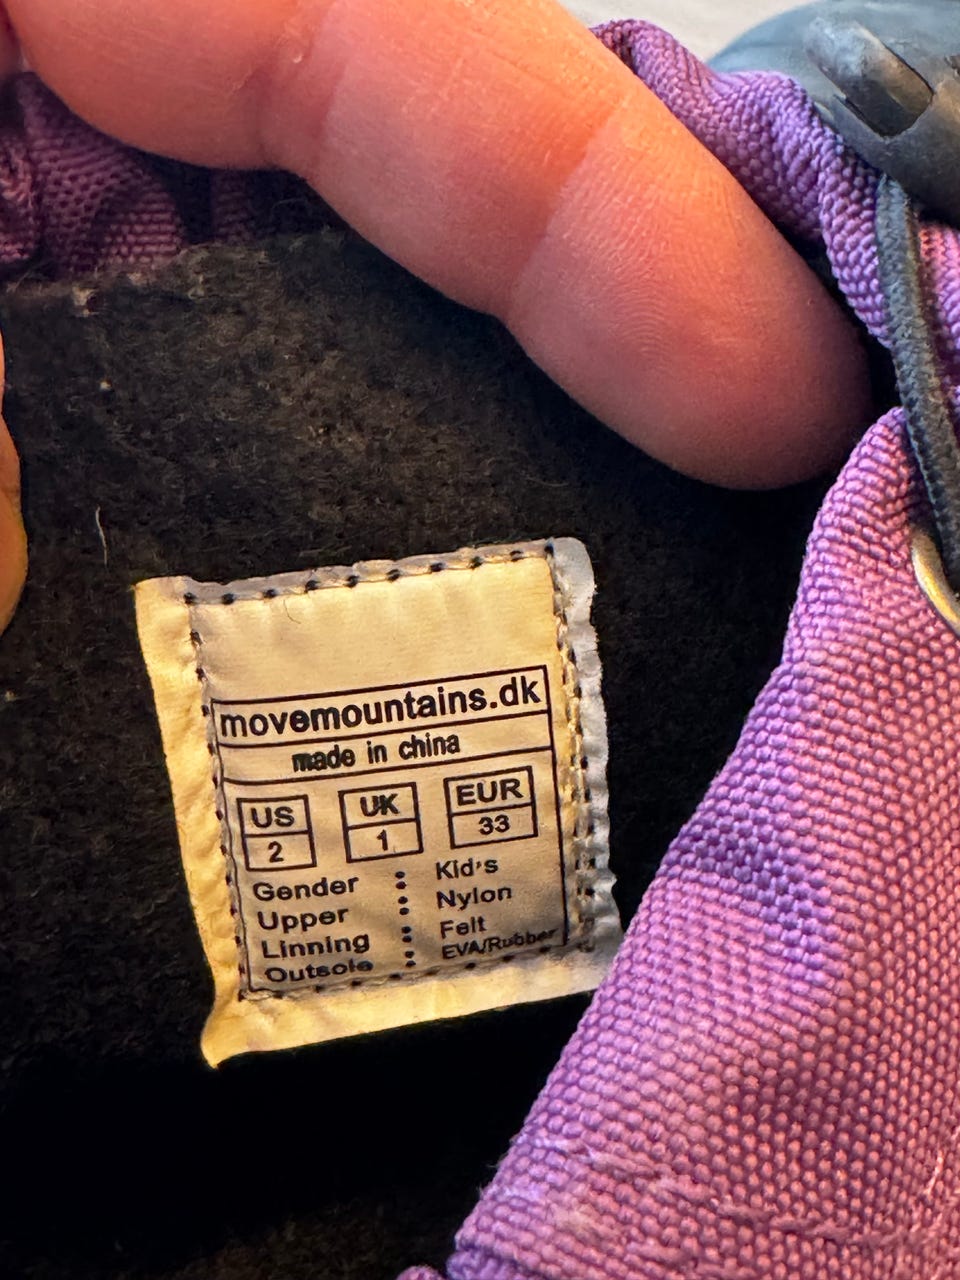 movemountains.dk
made in china
US UK EUR
2 1 33
Gender : Kid's
Upper : Nylon
Linning : Felt
Outsole : EVA/Rubber